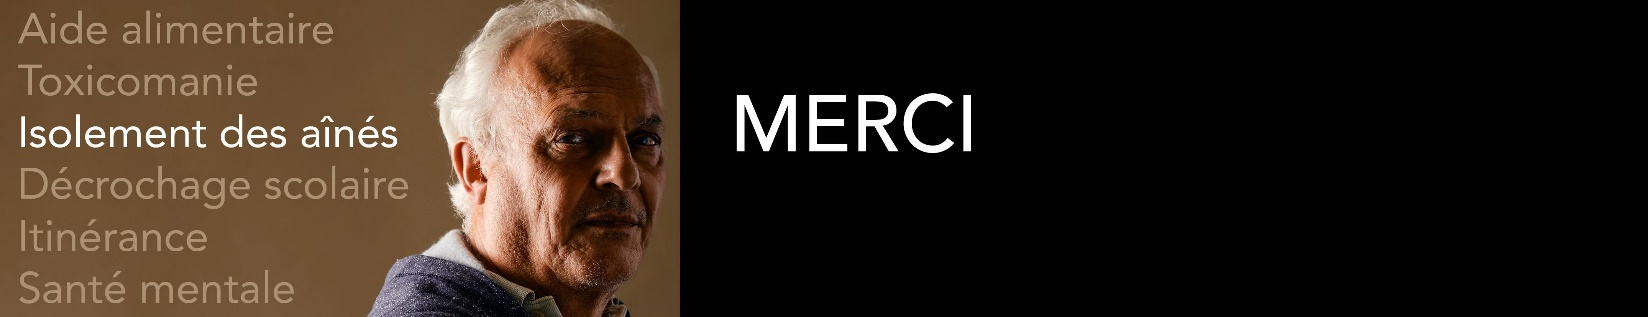 Aide alimentaire
Toxicomanie
Isolement des aînés
Décrochage scolaire
Itinérance
Santé mentale
MERCI